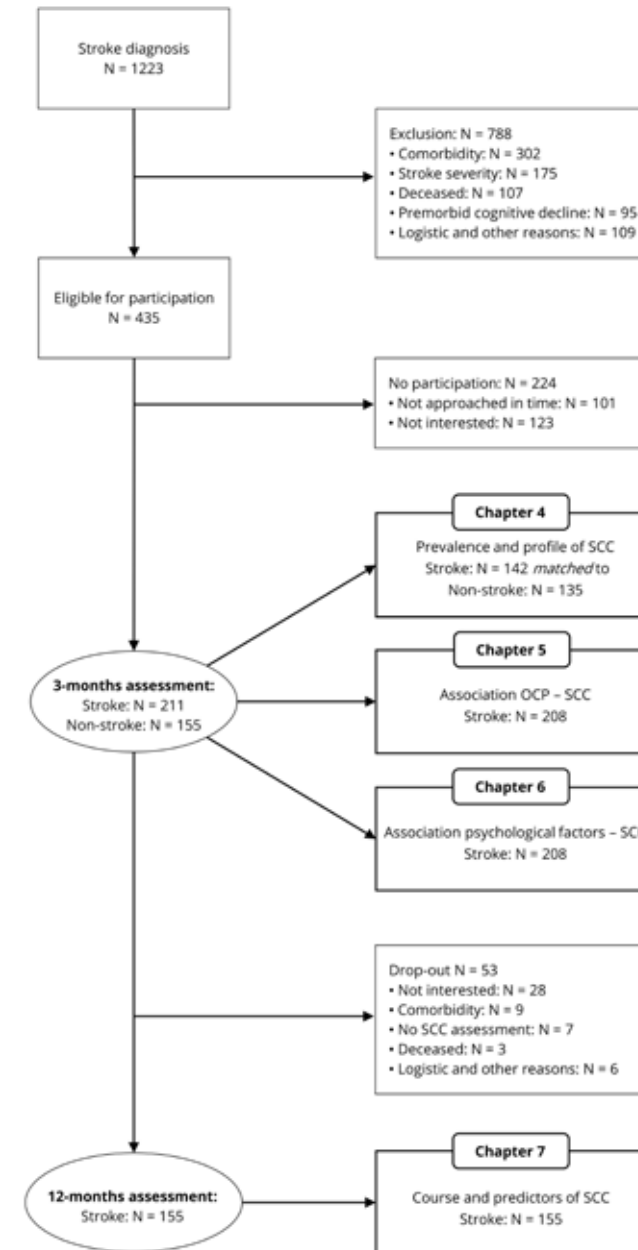 Stroke diagnosis
N = 1223
Exclusion: N = 788
• Comorbidity: N = 302
• Stroke severity: N = 175
• Deceased: N = 107
• Premorbid cognitive decline: N = 95
• Logistic and other reasons: N = 109
Eligible for participation
N = 435
No participation: N = 224
• Not approached in time: N = 101
• Not interested: N = 123
Chapter 4
Prevalence and profile of SCC
Stroke: N = 142 matched to
Non-stroke: N = 135
3-months assessment:
Stroke: N = 211
Non-stroke: N = 155
Chapter 5
Association OCP – SCC
Stroke: N = 208
Chapter 6
Association psychological factors – SC
Stroke: N = 208
Drop-out N = 53
• Not interested: N = 28
• Comorbidity: N = 9
• No SCC assessment: N = 7
• Deceased: N = 3
• Logistic and other reasons: N = 6
12-months assessment:
Stroke: N = 155
Chapter 7
Course and predictors of SCC
Stroke: N = 155